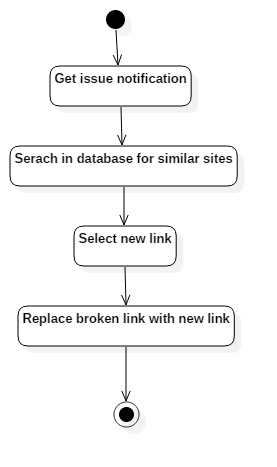 Get issue notification
Serach in database for similar sites
Select new link
Replace broken link with new link